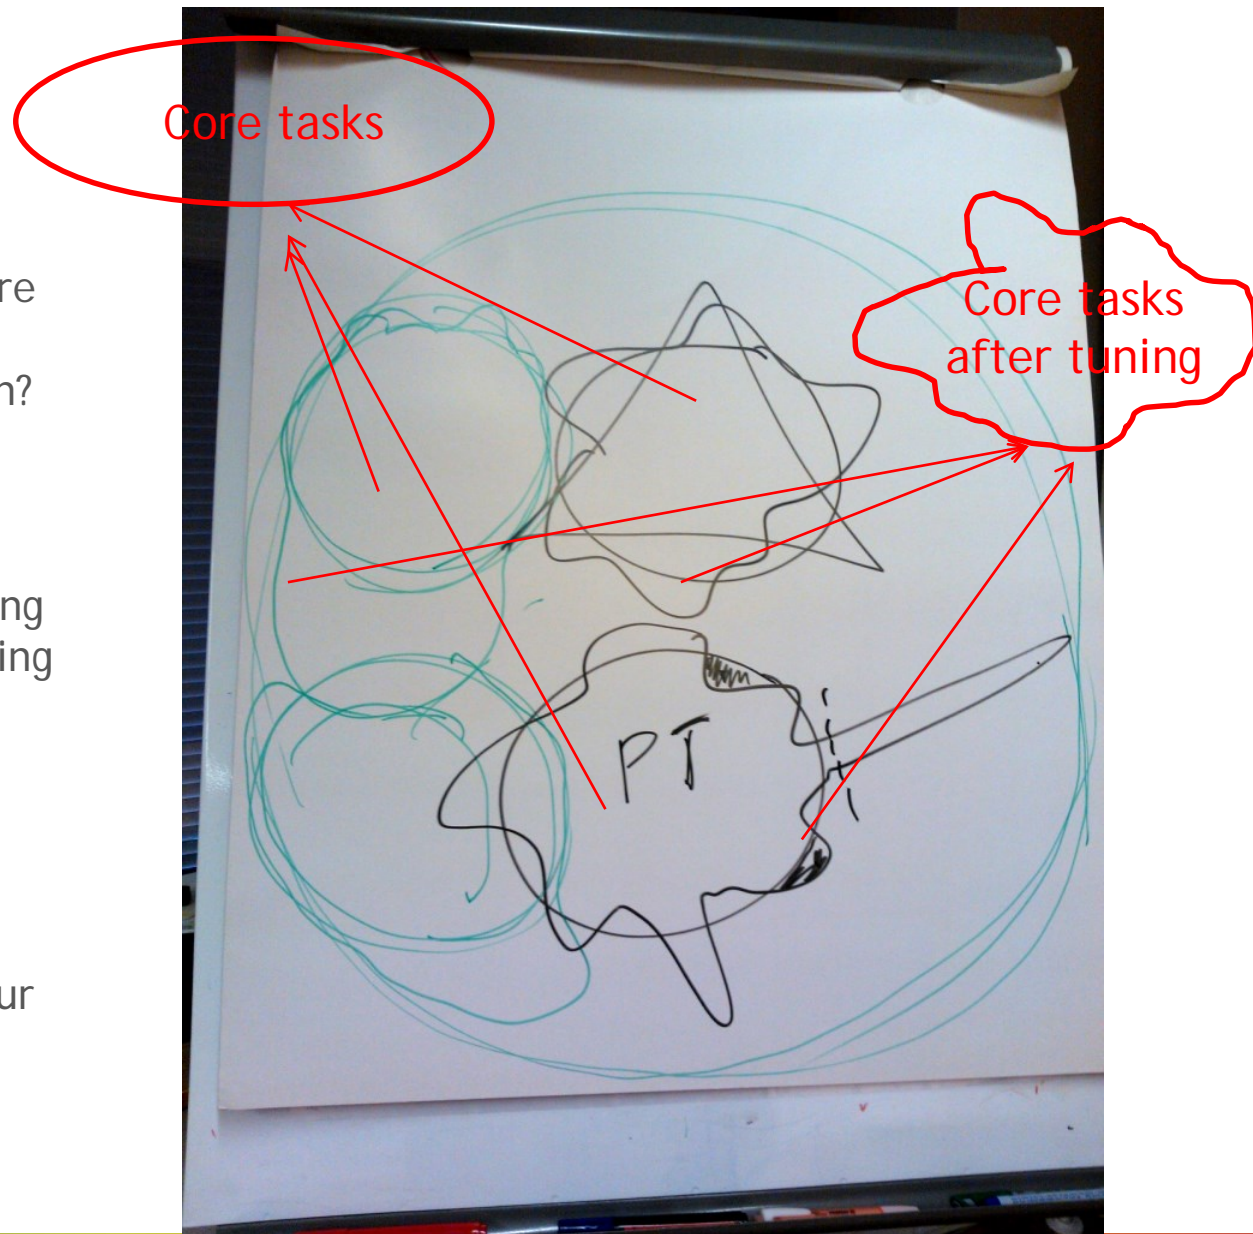 Core tasks
re
n?
Core tasks
after tuning
ng
ing
PT
ur